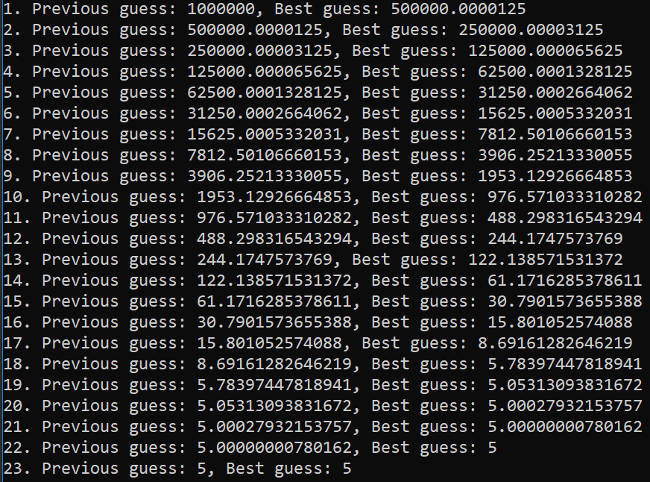 1. Previous guess: 1000000, Best guess: 500000.0000125
2. Previous guess: 500000.0000125, Best guess: 250000.00003125
3. Previous guess: 250000.00003125, Best guess: 125000.000065625
4. Previous guess: 125000.000065625, Best guess: 62500.0001328125
5. Previous guess: 62500.0001328125, Best guess: 31250.0002664062
6. Previous guess: 31250.0002664062, Best guess: 15625.0005332031
7. Previous guess: 15625.0005332031, Best guess: 7812.50106660153
8. Previous guess: 7812.50106660153, Best guess: 3906.25213330055
9. Previous guess: 3906.25213330055, Best guess: 1953.12926664853
10. Previous guess: 1953.12926664853, Best guess: 976.571033310282
11. Previous guess: 976.571033310282, Best guess: 488.298316543294
12. Previous guess: 488.298316543294, Best guess: 244.1747573769
13. Previous guess: 244.1747573769, Best guess: 122.138571531372
14. Previous guess: 122.138571531372, Best guess: 61.1716285378611
15. Previous guess: 61.1716285378611, Best guess: 30.7901573655388
16. Previous guess: 30.7901573655388, Best guess: 15.801052574088
17. Previous guess: 15.801052574088, Best guess: 8.69161282646219
18. Previous guess: 8.69161282646219, Best guess: 5.78397447818941
19. Previous guess: 5.78397447818941, Best guess: 5.05313093831672
20. Previous guess: 5.05313093831672, Best guess: 5.00027932153757
21. Previous guess: 5.00027932153757, Best guess: 5.00000000780162
22. Previous guess: 5.00000000780162, Best guess: 5
23. Previous guess: 5, Best guess: 5